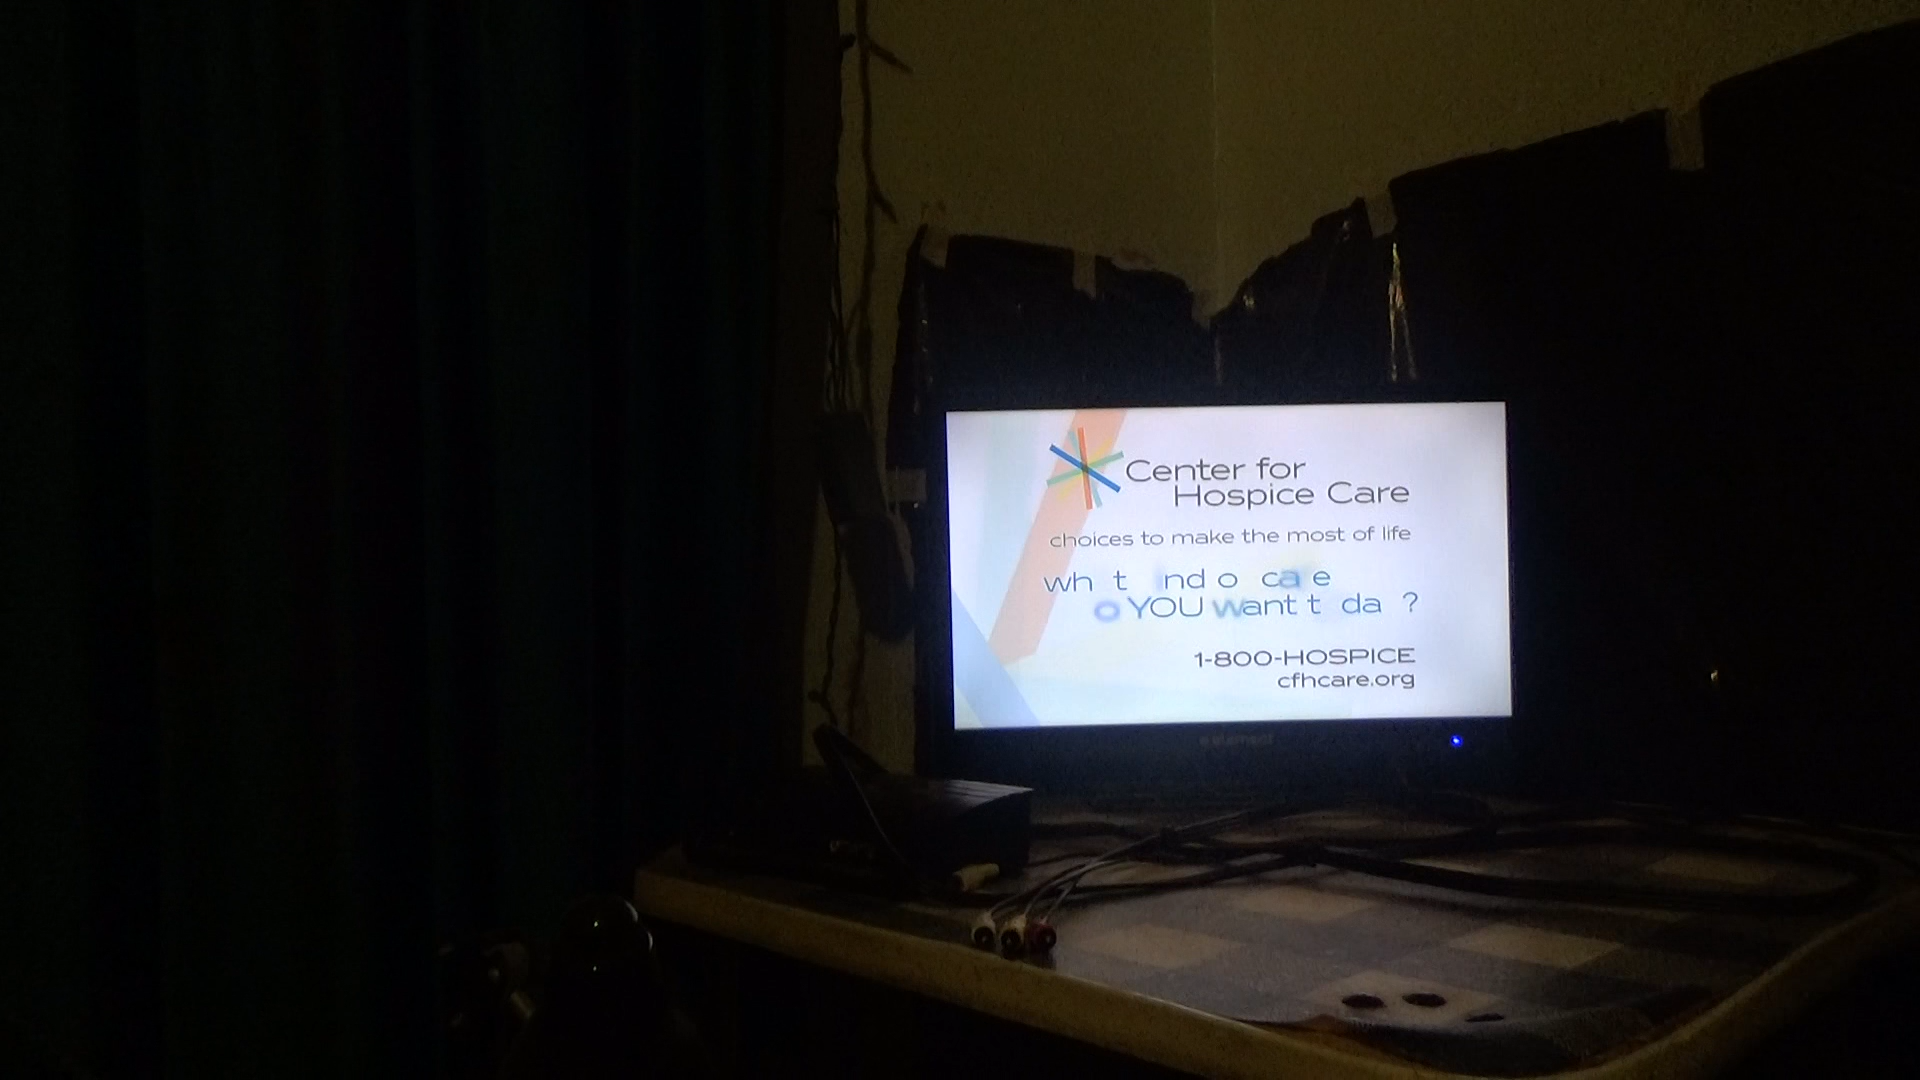 Center for
Hospice Care
choices to make the most of life
wh t nd o ca e
o YOU want t da ?
1-800-HOSPICE
cfhcare.org
element